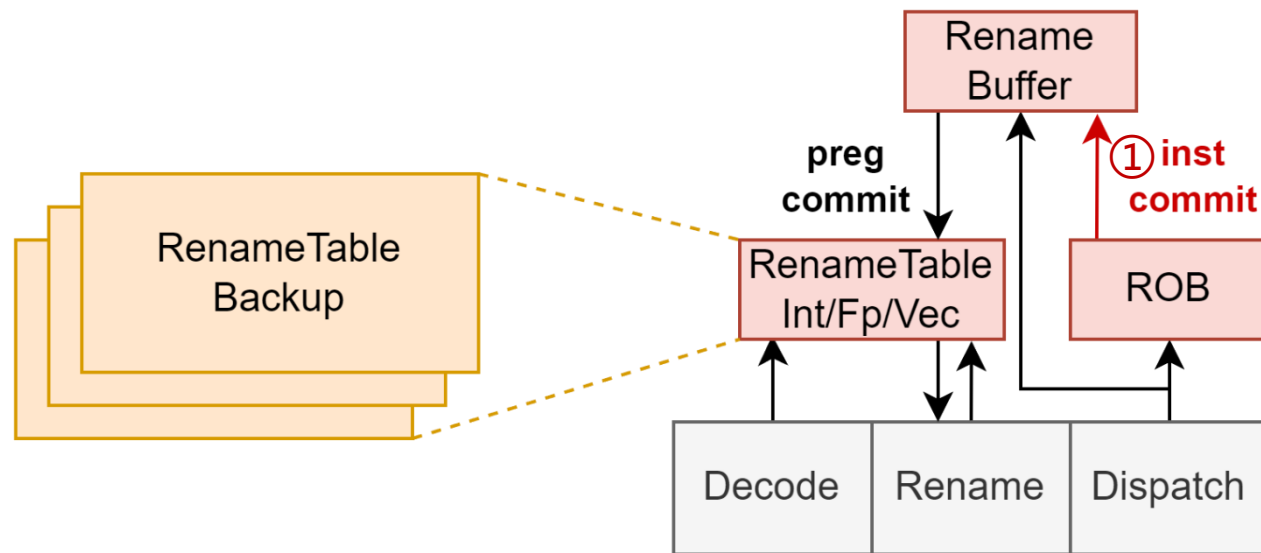 Rename
Buffer
preg
commit
① inst
commit
RenameTable
Backup
RenameTable
Int/Fp/Vec
ROB
Decode
Rename
Dispatch